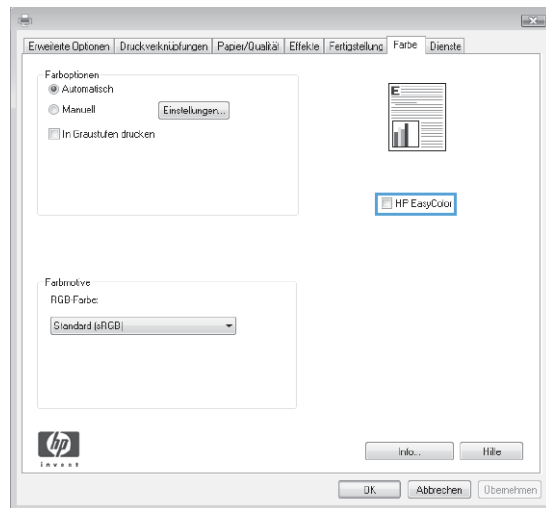 Erweiterte Optionen Druckverknüpfungen Papier/Qualität Effekte Fertigstellung Farbe Dienste
Farboptionen
Automatisch
Manuell Einstellungen...
In Graustufen drucken
E
HP EasyColor
Farbmotive
RGB-Farbe:
Standard (sRGB)
hp
invent
Info... Hilfe
OK Abbrechen Übernehmen